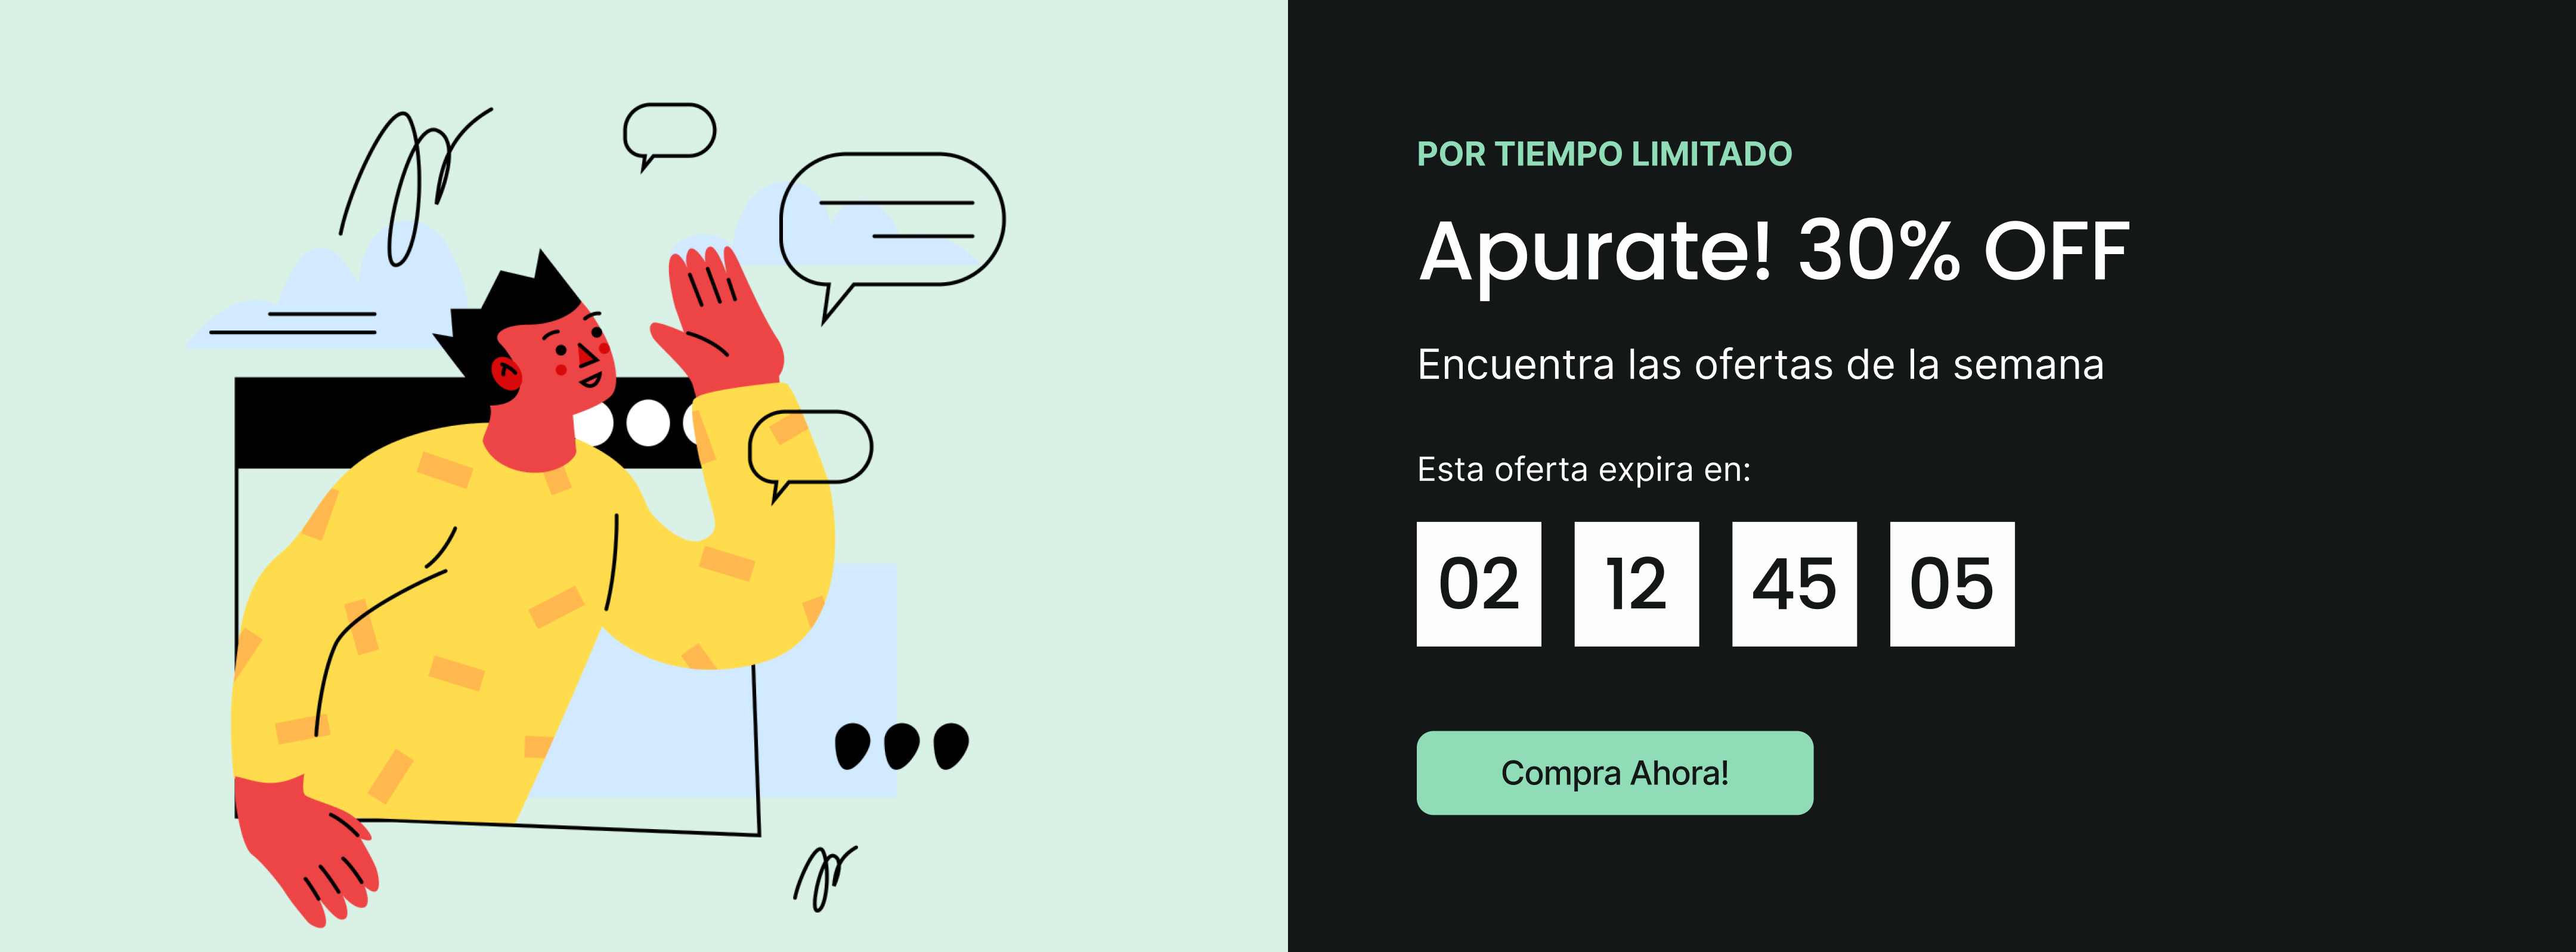 POR TIEMPO LIMITADO
Apurate! 30% OFF
Encuentra las ofertas de la semana
Esta oferta expira en:
02 12 45 05
Compra Ahora!